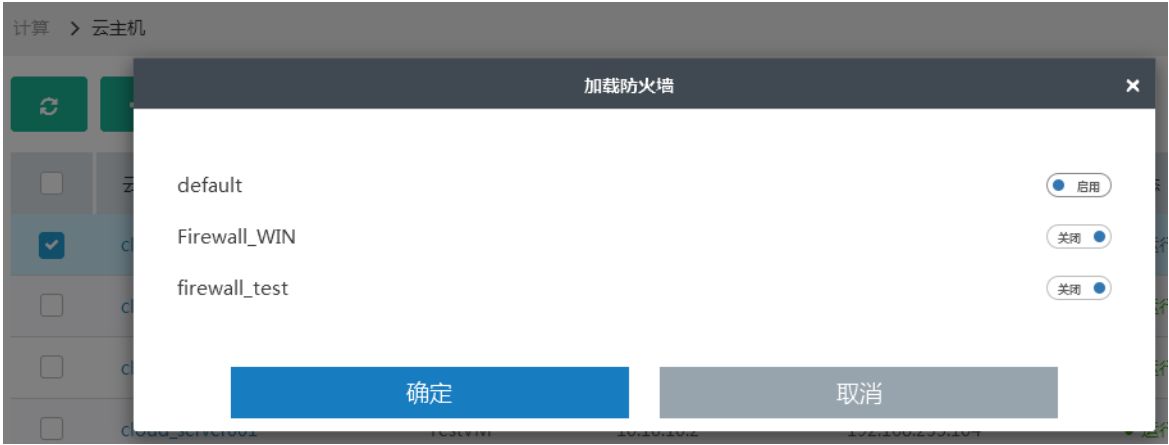 计算 > 云主机
加载防火墙 ×
default 启用
Firewall_WIN 关闭
firewall_test 关闭
确定 取消